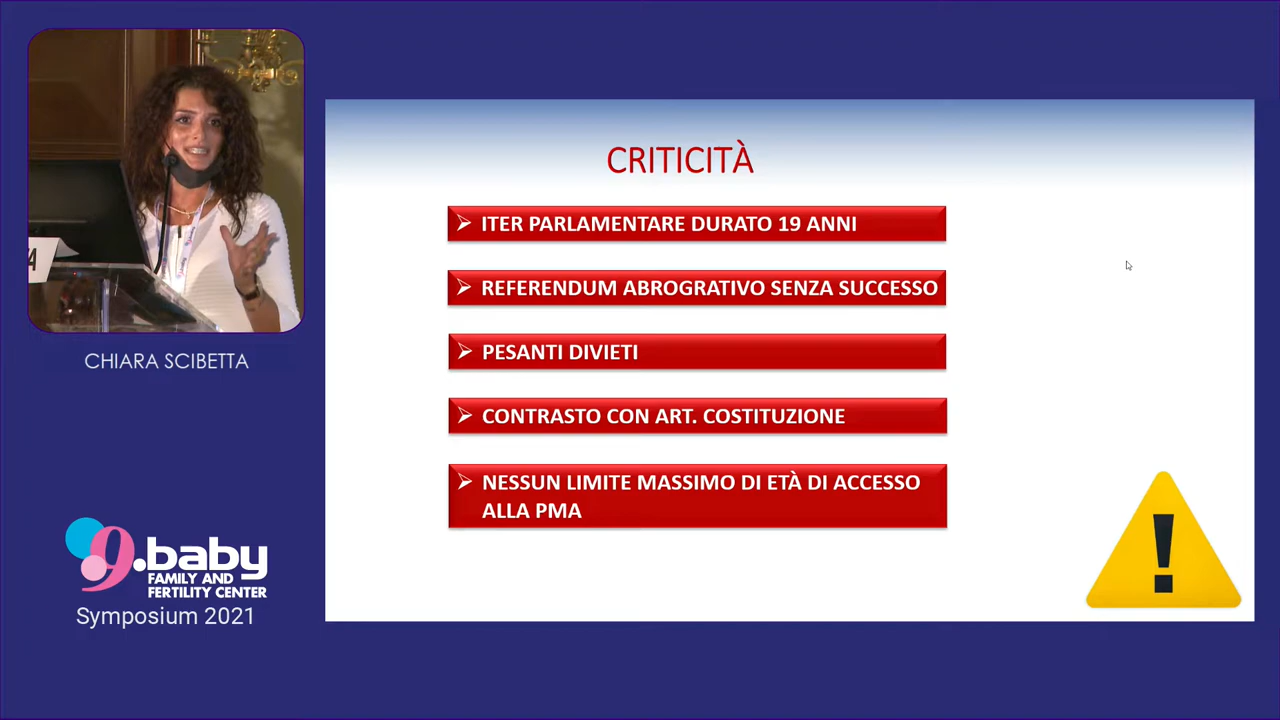 CRITICITÀ
ITER PARLAMENTARE DURATO 19 ANNI
REFERENDUM ABROGRATIVO SENZA SUCCESSO
PESANTI DIVIETI
CONTRASTO CON ART. COSTITUZIONE
NESSUN LIMITE MASSIMO DI ETÀ DI ACCESSO
ALLA PMA
CHIARA SCIBETTA
9.baby
FAMILY AND
FERTILITY CENTER
Symposium 2021